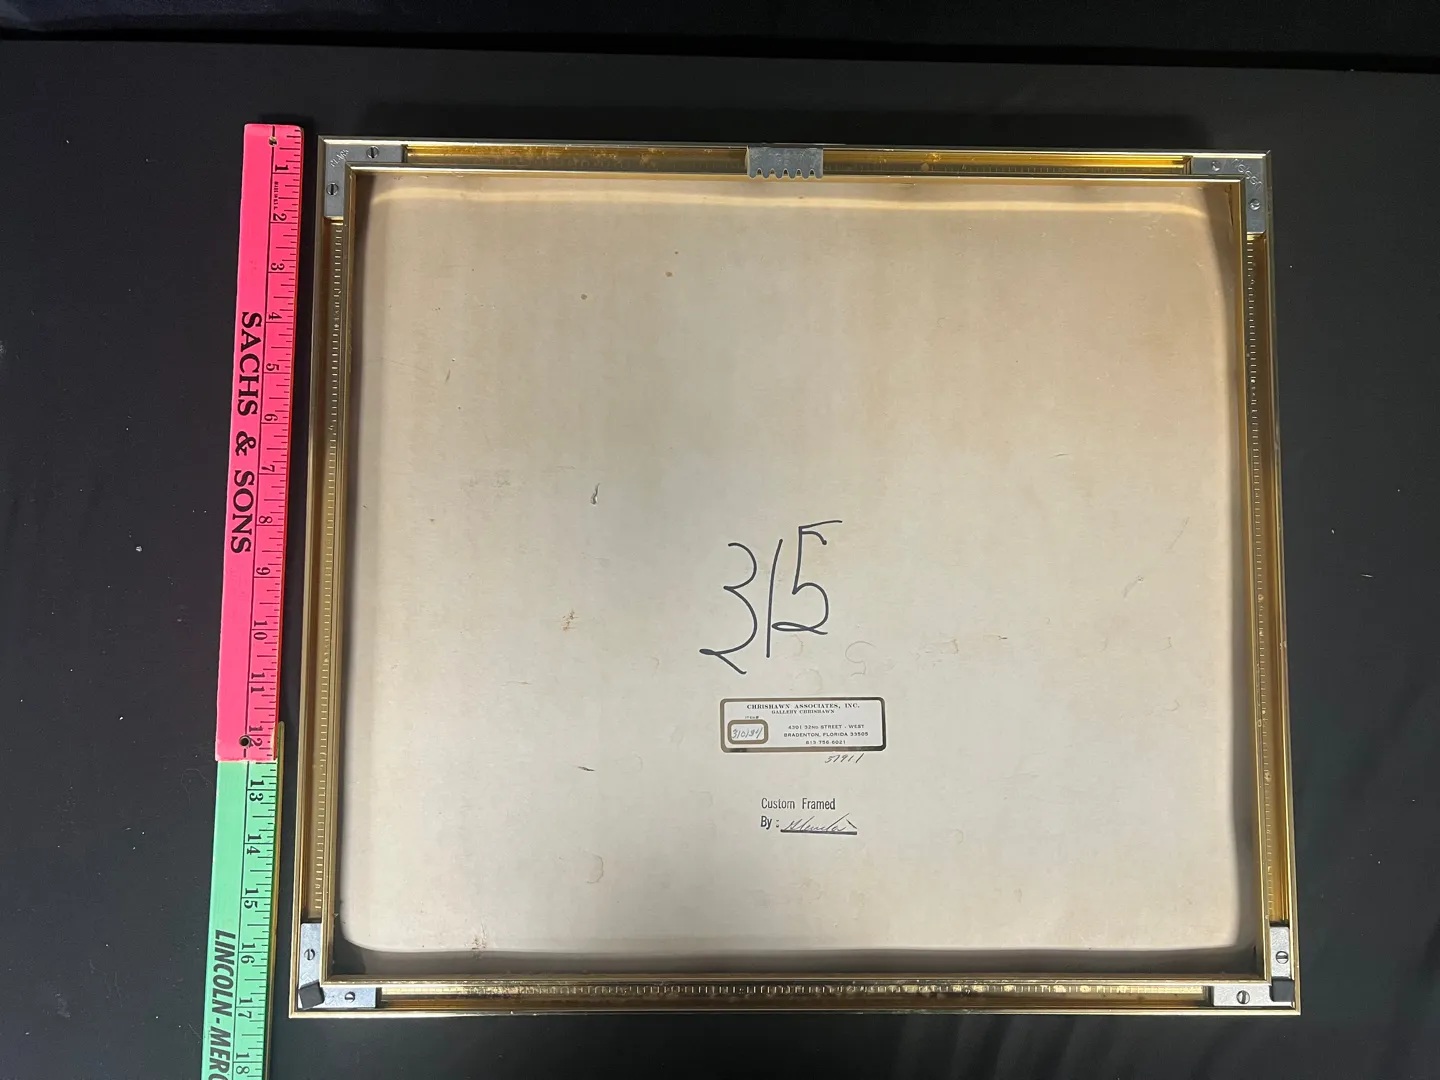 1
2
3
4
5
6
7
8
9
10
11
12
SACHS & SONS
13
14
15
16
17
18
LINCOLN-MERC
315
CHRISHAWN ASSOCIATES, INC.
GALLERY CHRISHAWN
ITEM#
310184
4301 32ND STREET - WEST
BRADENTON, FLORIDA 33505
813 756 6021
37911
Custom Framed
By: